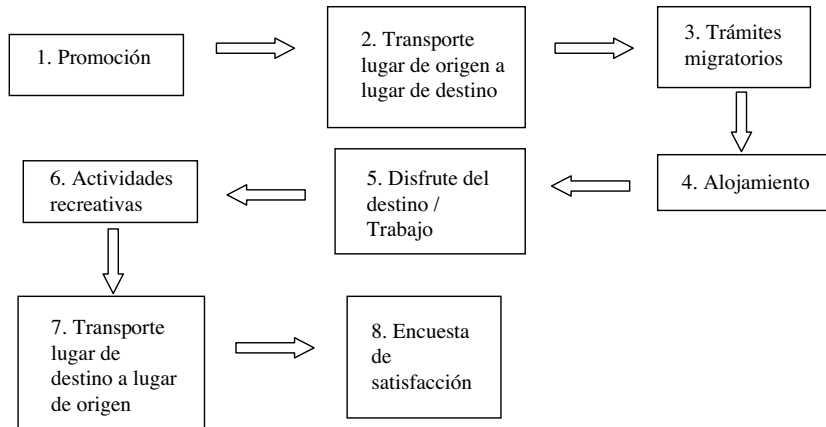 1. Promoción
2. Transporte
lugar de origen a
lugar de destino
3. Trámites
migratorios
4. Alojamiento
5. Disfrute del
destino /
Trabajo
6. Actividades
recreativas
7. Transporte
lugar de
destino a lugar
de origen
8. Encuesta
de
satisfacción